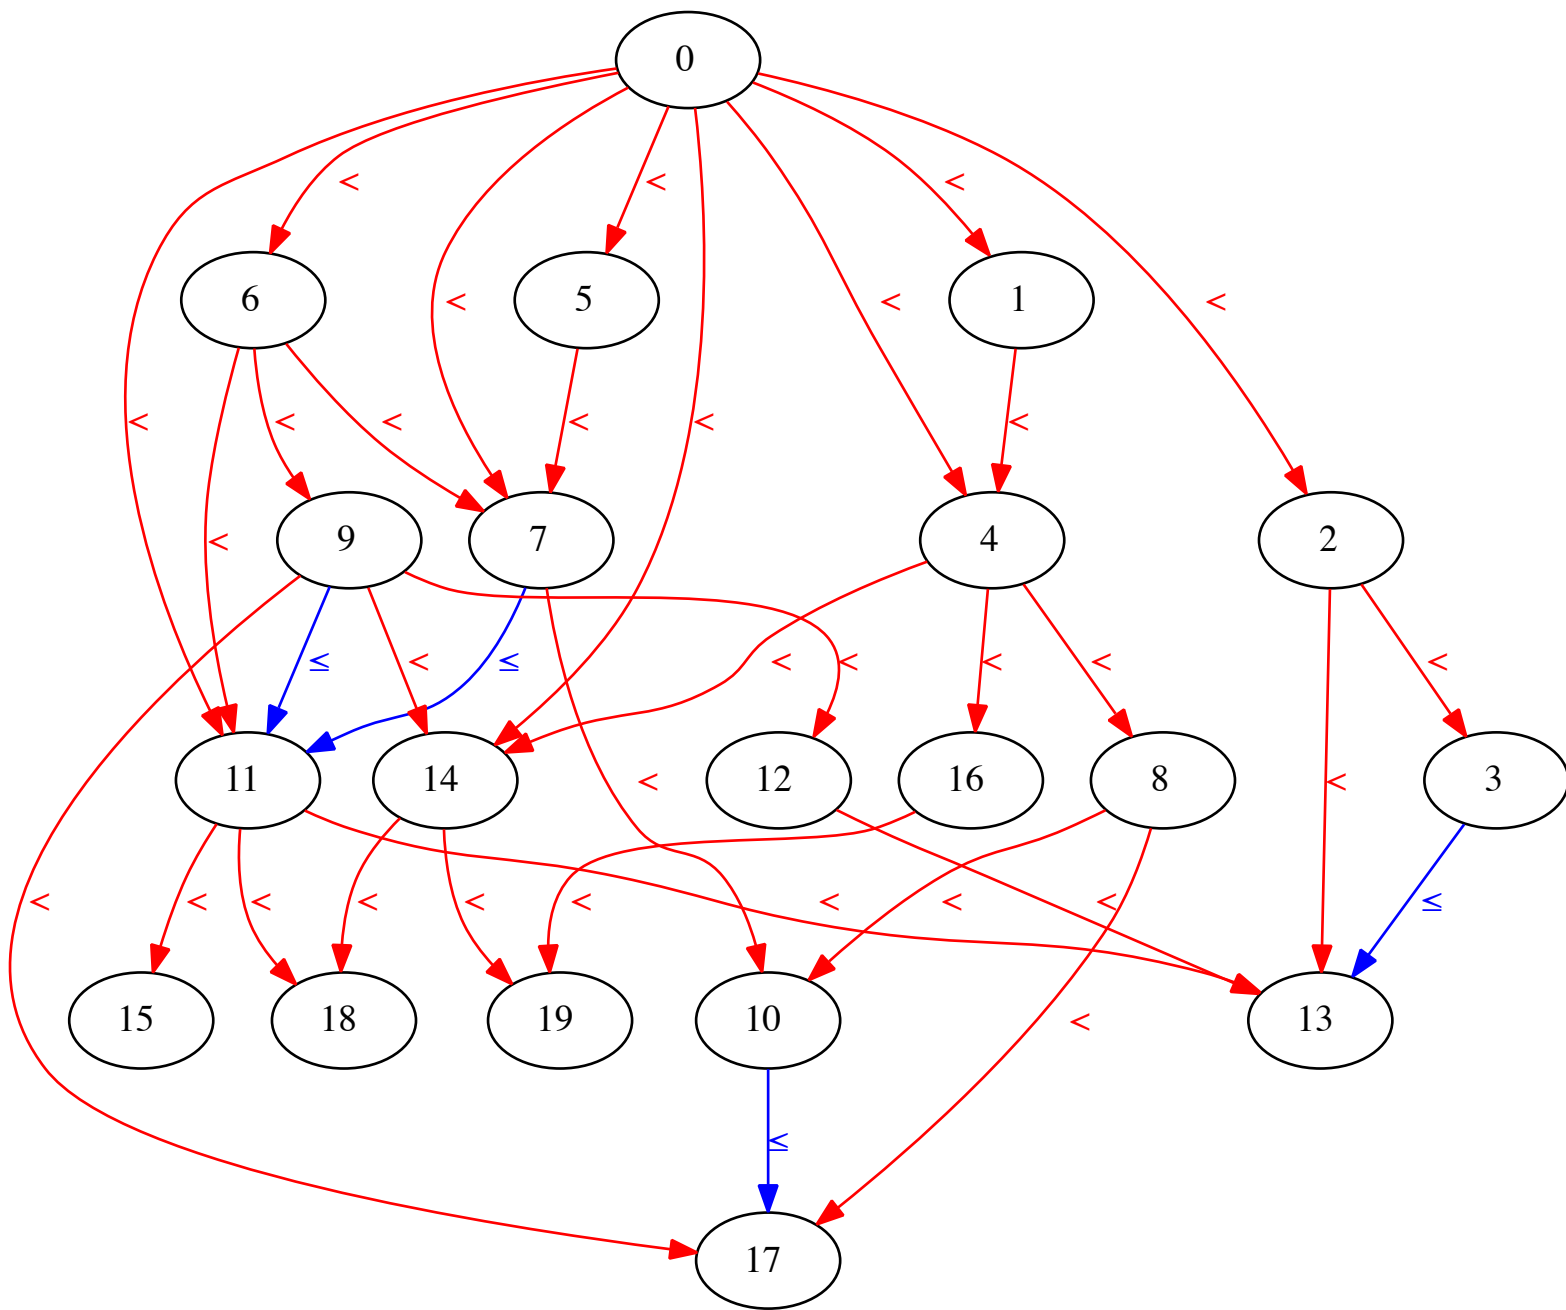 0
< < <
6 5 1
< < < <
< < < < < <
9 7 4 2
<
≤ < ≤ < < < < <
11 14 12 16 8 3
< <
< < < < < < < < < < ≤
15 18 19 10 13
<
≤
17